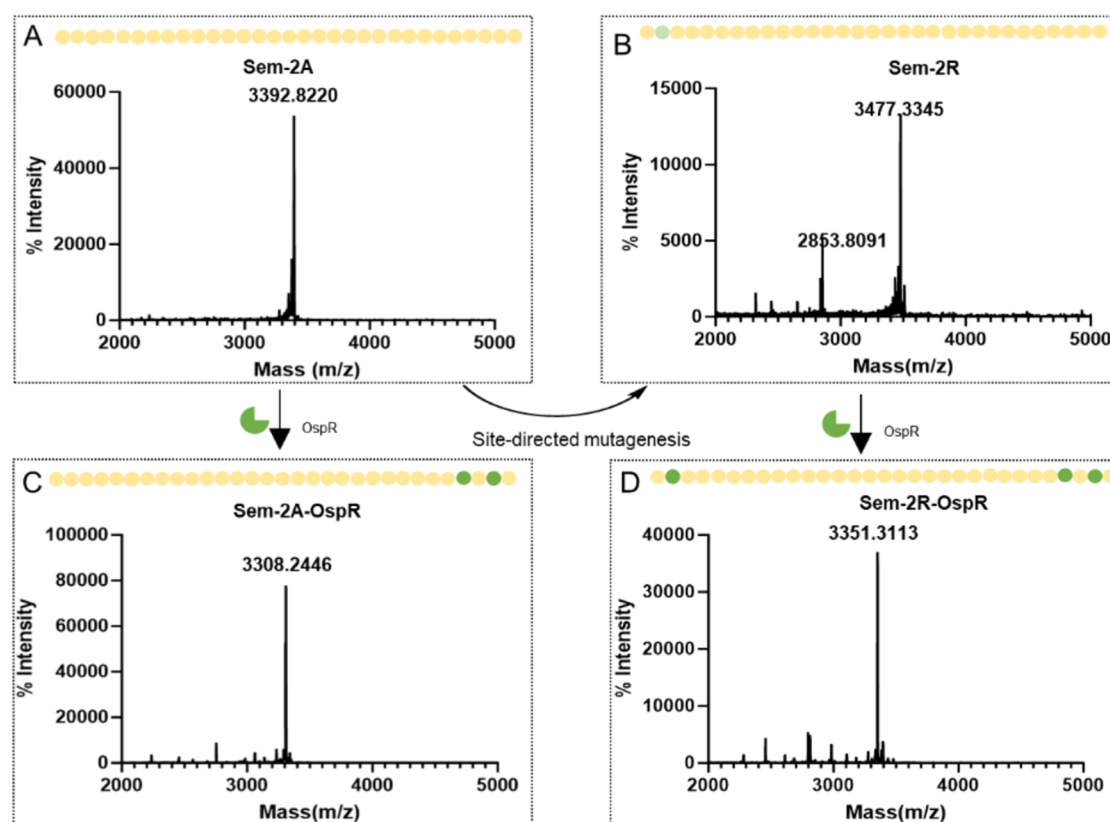 A
Sem-2A
3392.8220
60000
40000
20000
0
% Intensity
2000
3000
4000
5000
Mass (m/z)
B
Sem-2R
3477.3345
2853.8091
15000
10000
5000
0
% Intensity
2000
3000
4000
5000
Mass (m/z)
OspR
Site-directed mutagenesis
OspR
C
Sem-2A-OspR
3308.2446
100000
80000
60000
40000
20000
0
% Intensity
2000
3000
4000
5000
Mass(m/z)
D
Sem-2R-OspR
3351.3113
40000
30000
20000
10000
0
% Intensity
2000
3000
4000
5000
Mass(m/z)